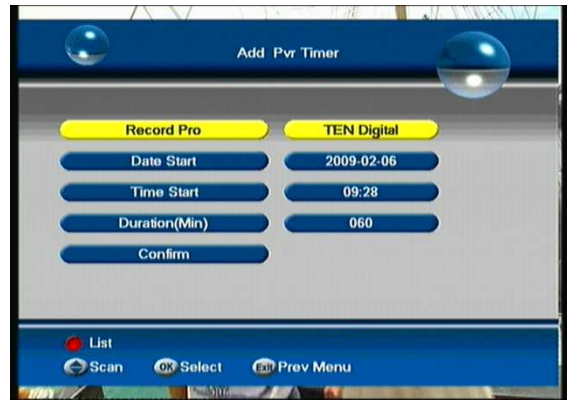 Add Pvr Timer
Record Pro TEN Digital
Date Start 2009-02-06
Time Start 09:28
Duration(Min) 060
Confirm
List
Scan OK Select Exit Prev Menu